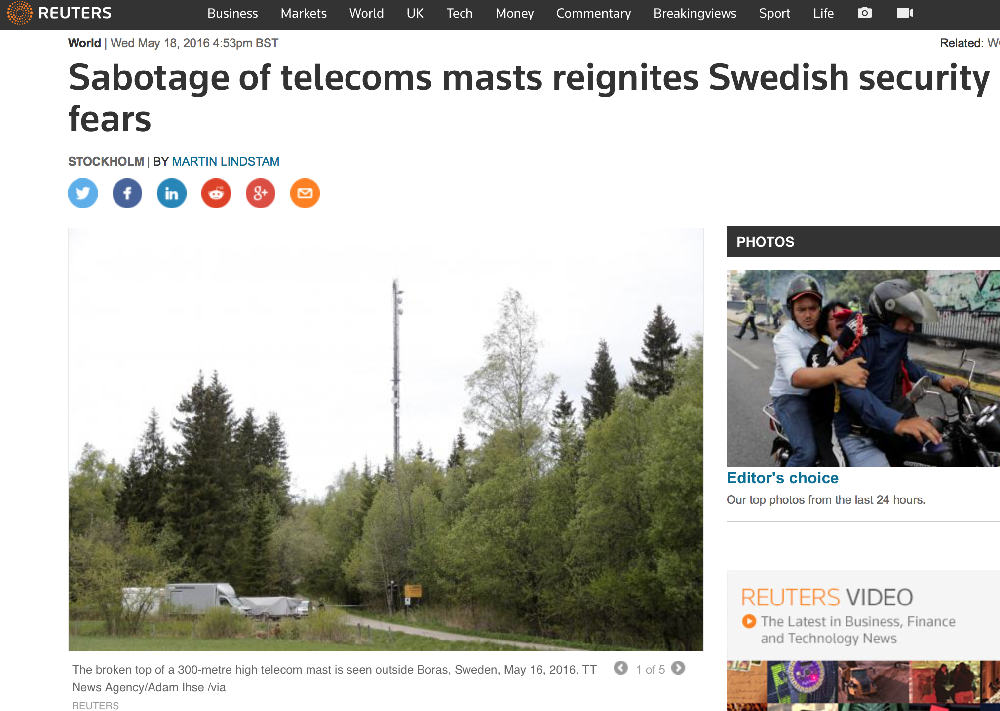 REUTERS
Business Markets World UK Tech Money Commentary Breakingviews Sport Life
World | Wed May 18, 2016 4:53pm BST
Related:
Sabotage of telecoms masts reignites Swedish security
fears
STOCKHOLM | BY MARTIN LINDSTAM
f
in
g+
PHOTOS
Editor's choice
Our top photos from the last 24 hours.
REUTERS VIDEO
The Latest in Business, Finance
and Technology News
The broken top of a 300-metre high telecom mast is seen outside Boras, Sweden, May 16, 2016. TT
News Agency/Adam Ihse /via
REUTERS
1 of 5